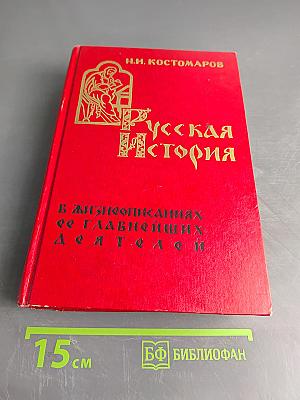 Н.И. КОСТОМАРОВ
Русская
История
В ЖИЗНЕОПИСАНИЯХ
ЕЕ ГЛАВНЕЙШИХ
ДЕЯТЕЛЕЙ
15 см
БФ БИБЛИОФАН